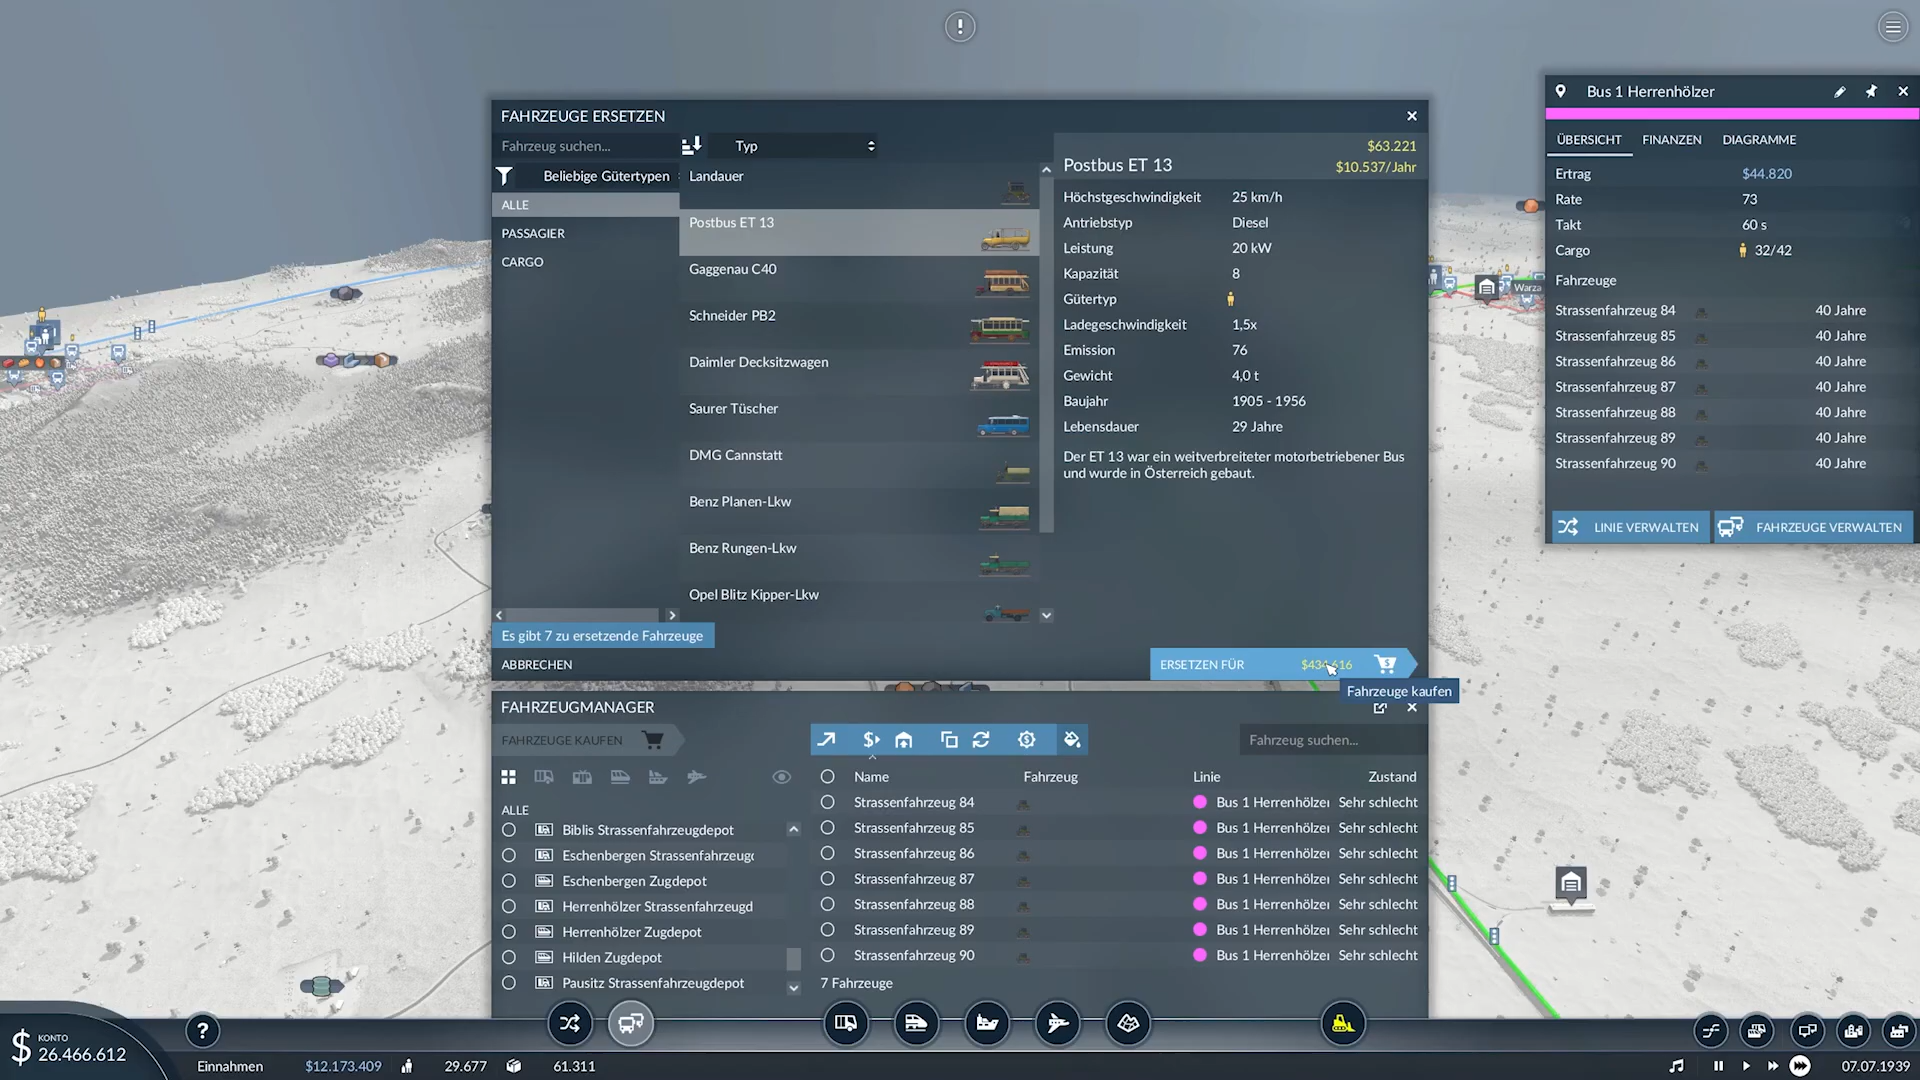 FAHRZEUGE ERSETZEN
Fahrzeug suchen...
Typ
Beliebige Gütertypen
ALLE
PASSAGIER
CARGO
Landauer
Postbus ET 13
Gaggenau C40
Schneider PB2
Daimler Decksitzwagen
Saurer Tüscher
DMG Cannstatt
Benz Planen-Lkw
Benz Rungen-Lkw
Opel Blitz Kipper-Lkw
$63.221
Postbus ET 13
$10.537/Jahr
Höchstgeschwindigkeit 25 km/h
Antriebstyp Diesel
Leistung 20 kW
Kapazität 8
Gütertyp
Ladegeschwindigkeit 1,5x
Emission 76
Gewicht 4,0 t
Baujahr 1905 - 1956
Lebensdauer 29 Jahre
Der ET 13 war ein weitverbreiteter motorbetriebener Bus
und wurde in Österreich gebaut.
Es gibt 7 zu ersetzende Fahrzeuge
ABBRECHEN
ERSETZEN FÜR
Fahrzeuge kaufen
Bus 1 Herrenhölzer
ÜBERSICHT FINANZEN DIAGRAMME
Ertrag $44.820
Rate 73
Takt 60 s
Cargo 32/42
Fahrzeuge
Strassenfahrzeug 84 40 Jahre
Strassenfahrzeug 85 40 Jahre
Strassenfahrzeug 86 40 Jahre
Strassenfahrzeug 87 40 Jahre
Strassenfahrzeug 88 40 Jahre
Strassenfahrzeug 89 40 Jahre
Strassenfahrzeug 90 40 Jahre
LINIE VERWALTEN
FAHRZEUGE VERWALTEN
Warza
FAHRZEUGMANAGER
FAHRZEUGE KAUFEN
Fahrzeug suchen...
ALLE
Biblis Strassenfahrzeugdepot
Eschenbergen Strassenfahrzeug
Eschenbergen Zugdepot
Herrenhölzer Strassenfahrzeugd
Herrenhölzer Zugdepot
Hilden Zugdepot
Pausitz Strassenfahrzeugdepot
Name Fahrzeug Linie Zustand
Strassenfahrzeug 84 Bus 1 Herrenhölzer Sehr schlecht
Strassenfahrzeug 85 Bus 1 Herrenhölzer Sehr schlecht
Strassenfahrzeug 86 Bus 1 Herrenhölzer Sehr schlecht
Strassenfahrzeug 87 Bus 1 Herrenhölzer Sehr schlecht
Strassenfahrzeug 88 Bus 1 Herrenhölzer Sehr schlecht
Strassenfahrzeug 89 Bus 1 Herrenhölzer Sehr schlecht
Strassenfahrzeug 90 Bus 1 Herrenhölzer Sehr schlecht
7 Fahrzeuge
KONTO
$ 26.466.612
?
Einnahmen $12.173.409 29.677 61.311
07.07.1939